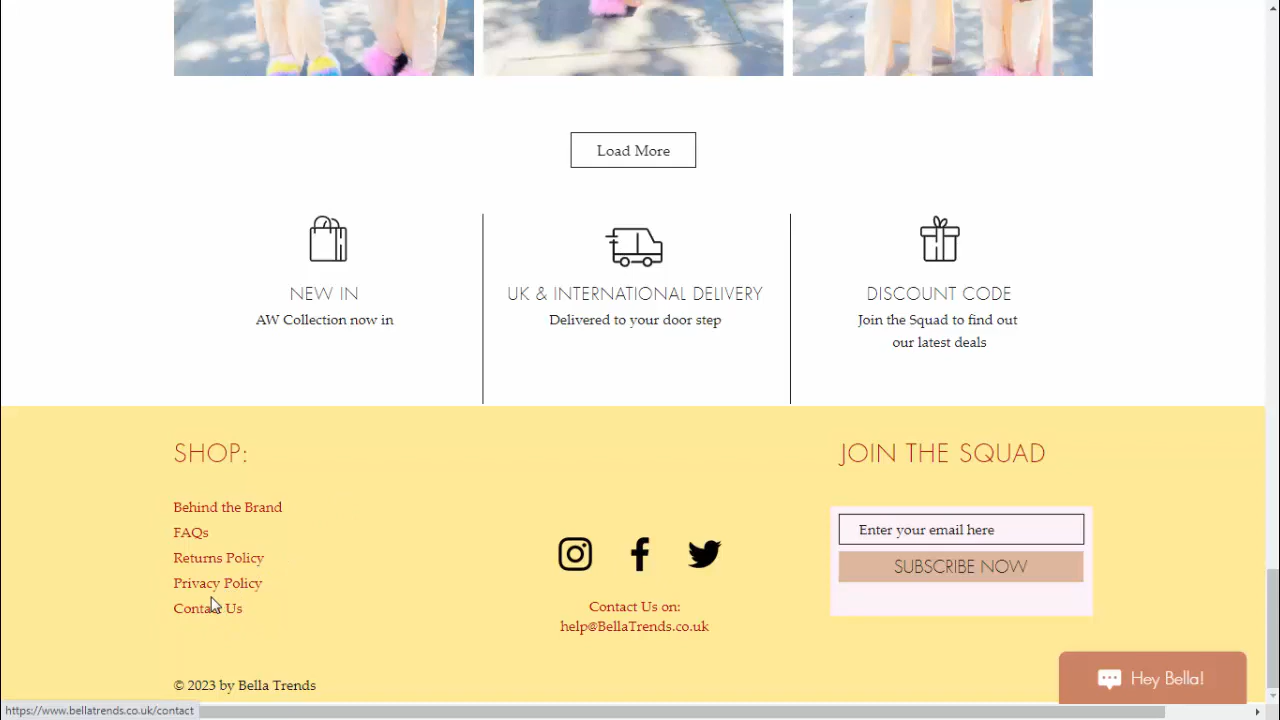 Load More
NEW IN
AW Collection now in
UK & INTERNATIONAL DELIVERY
Delivered to your door step
DISCOUNT CODE
Join the Squad to find out
our latest deals
SHOP:
Behind the Brand
FAQs
Returns Policy
Privacy Policy
Contact Us
Contact Us on:
help@BellaTrends.co.uk
JOIN THE SQUAD
Enter your email here
SUBSCRIBE NOW
© 2023 by Bella Trends
Hey Bella!
https://www.bellatrends.co.uk/contact